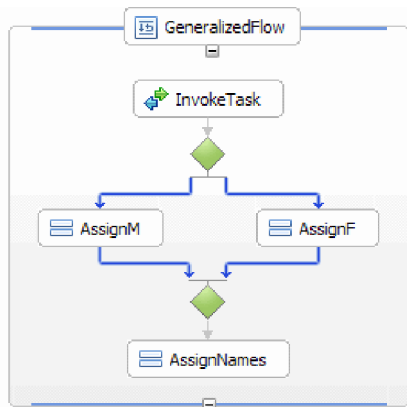 GeneralizedFlow
InvokeTask
AssignM
AssignF
AssignNames